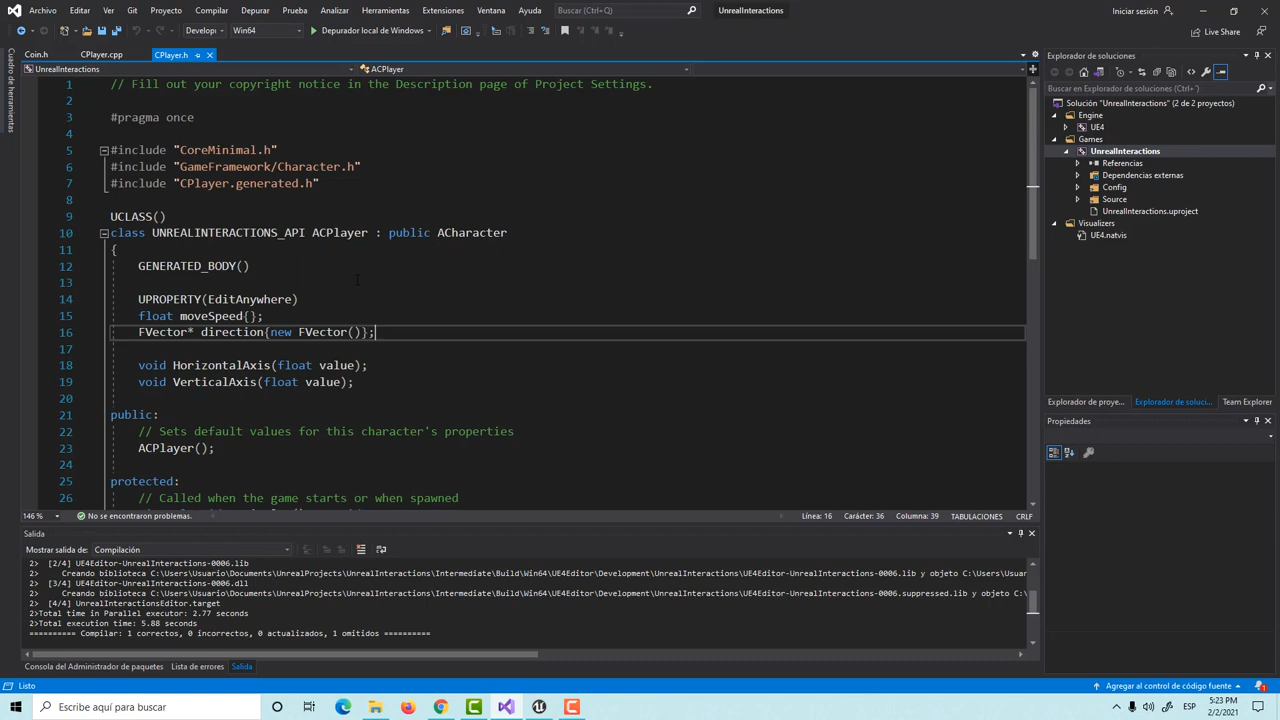 Archivo Editar Ver Git Proyecto Compilar Depurar Prueba Analizar Herramientas Extensiones Ventana Ayuda Buscar (Ctrl+Q) UnrealInteractions Iniciar sesión
Develop Win64 Depurador local de Windows Live Share
Cuadro de herramientas
Coin.h CPlayer.cpp CPlayer.h
UnrealInteractions ACPlayer
1 // Fill out your copyright notice in the Description page of Project Settings.
2
3 #pragma once
4
5 #include "CoreMinimal.h"
6 #include "GameFramework/Character.h"
7 #include "CPlayer.generated.h"
8
9 UCLASS()
10 class UNREALINTERACTIONS_API ACPlayer : public ACharacter
11 {
12 GENERATED_BODY()
13
14 UPROPERTY(EditAnywhere)
15 float moveSpeed{};
16 FVector* direction{new FVector()};
17
18 void HorizontalAxis(float value);
19 void VerticalAxis(float value);
20
21 public:
22 // Sets default values for this character's properties
23 ACPlayer();
24
25 protected:
26 // Called when the game starts or when spawned
146 % No se encontraron problemas. Línea: 16 Carácter: 36 Columna: 39 TABULACIONES CRLF
Salida
Mostrar salida de: Compilación
2> [2/4] UE4Editor-UnrealInteractions-0006.lib
2> Creando biblioteca C:\Users\Usuario\Documents\UnrealProjects\UnrealInteractions\Intermediate\Build\Win64\UE4Editor\Development\UnrealInteractions\UE4Editor-UnrealInteractions-0006.lib y objeto C:\Users\Usuar
2> [3/4] UE4Editor-UnrealInteractions-0006.dll
2> Creando biblioteca C:\Users\Usuario\Documents\UnrealProjects\UnrealInteractions\Intermediate\Build\Win64\UE4Editor\Development\UnrealInteractions\UE4Editor-UnrealInteractions-0006.suppressed.lib y objeto C:
2> [4/4] UnrealInteractionsEditor.target
2>Total time in Parallel executor: 2.77 seconds
2>Total execution time: 5.88 seconds
========== Compilar: 1 correctos, 0 incorrectos, 0 actualizados, 1 omitidos ==========
Consola del Administrador de paquetes Lista de errores Salida
Explorador de soluciones
Buscar en Explorador de soluciones (Ctrl+'
Solución "UnrealInteractions" (2 de 2 proyectos)
Engine
UE4
Games
UnrealInteractions
Referencias
Dependencias externas
Config
Source
UnrealInteractions.uproject
Visualizers
UE4.natvis
Explorador de proye... Explorador de soluci... Team Explorer
Propiedades
Listo Agregar al control de código fuente 1
Escribe aquí para buscar ESP 5:23 PM
2/2/2021